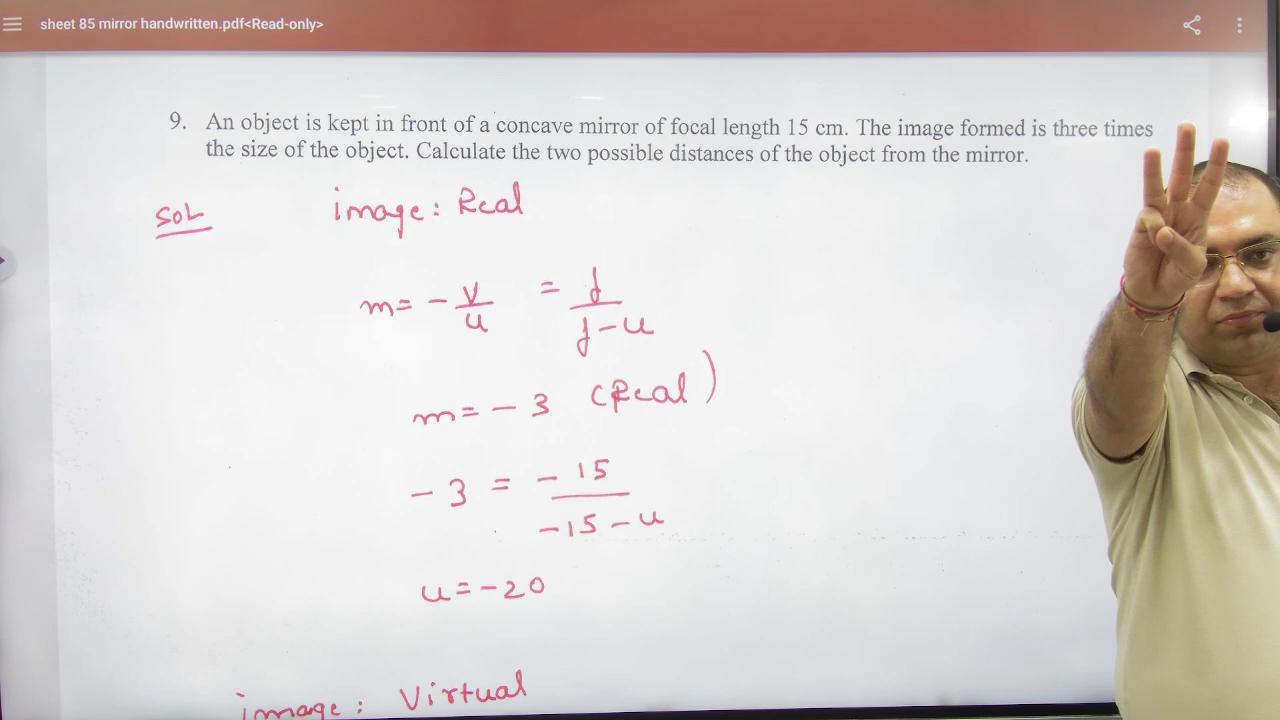 sheet 85 mirror handwritten.pdf<Read-only>
9. An object is kept in front of a concave mirror of focal length 15 cm. The image formed is three times
the size of the object. Calculate the two possible distances of the object from the mirror.
Sol image: Real
m = - v/u = f/f-u
m = - 3 (Real)
- 3 = - 15/-15 - u
u = - 20
image: Virtual